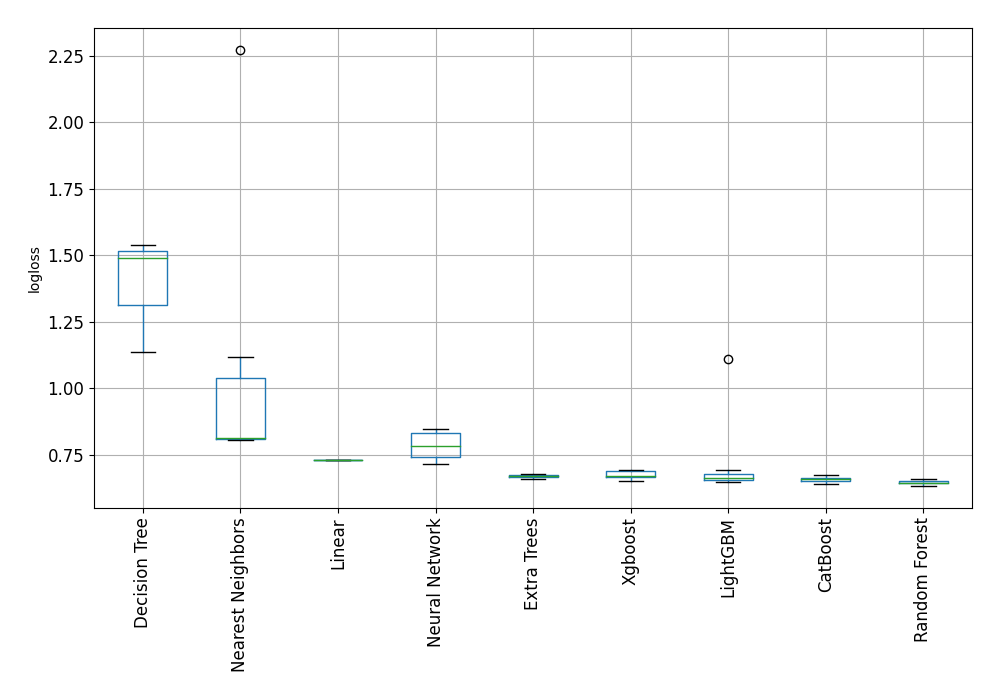 2.25
2.00
1.75
1.50
1.25
1.00
0.75
logloss
Decision Tree
Nearest Neighbors
Linear
Neural Network
Extra Trees
Xgboost
LightGBM
CatBoost
Random Forest